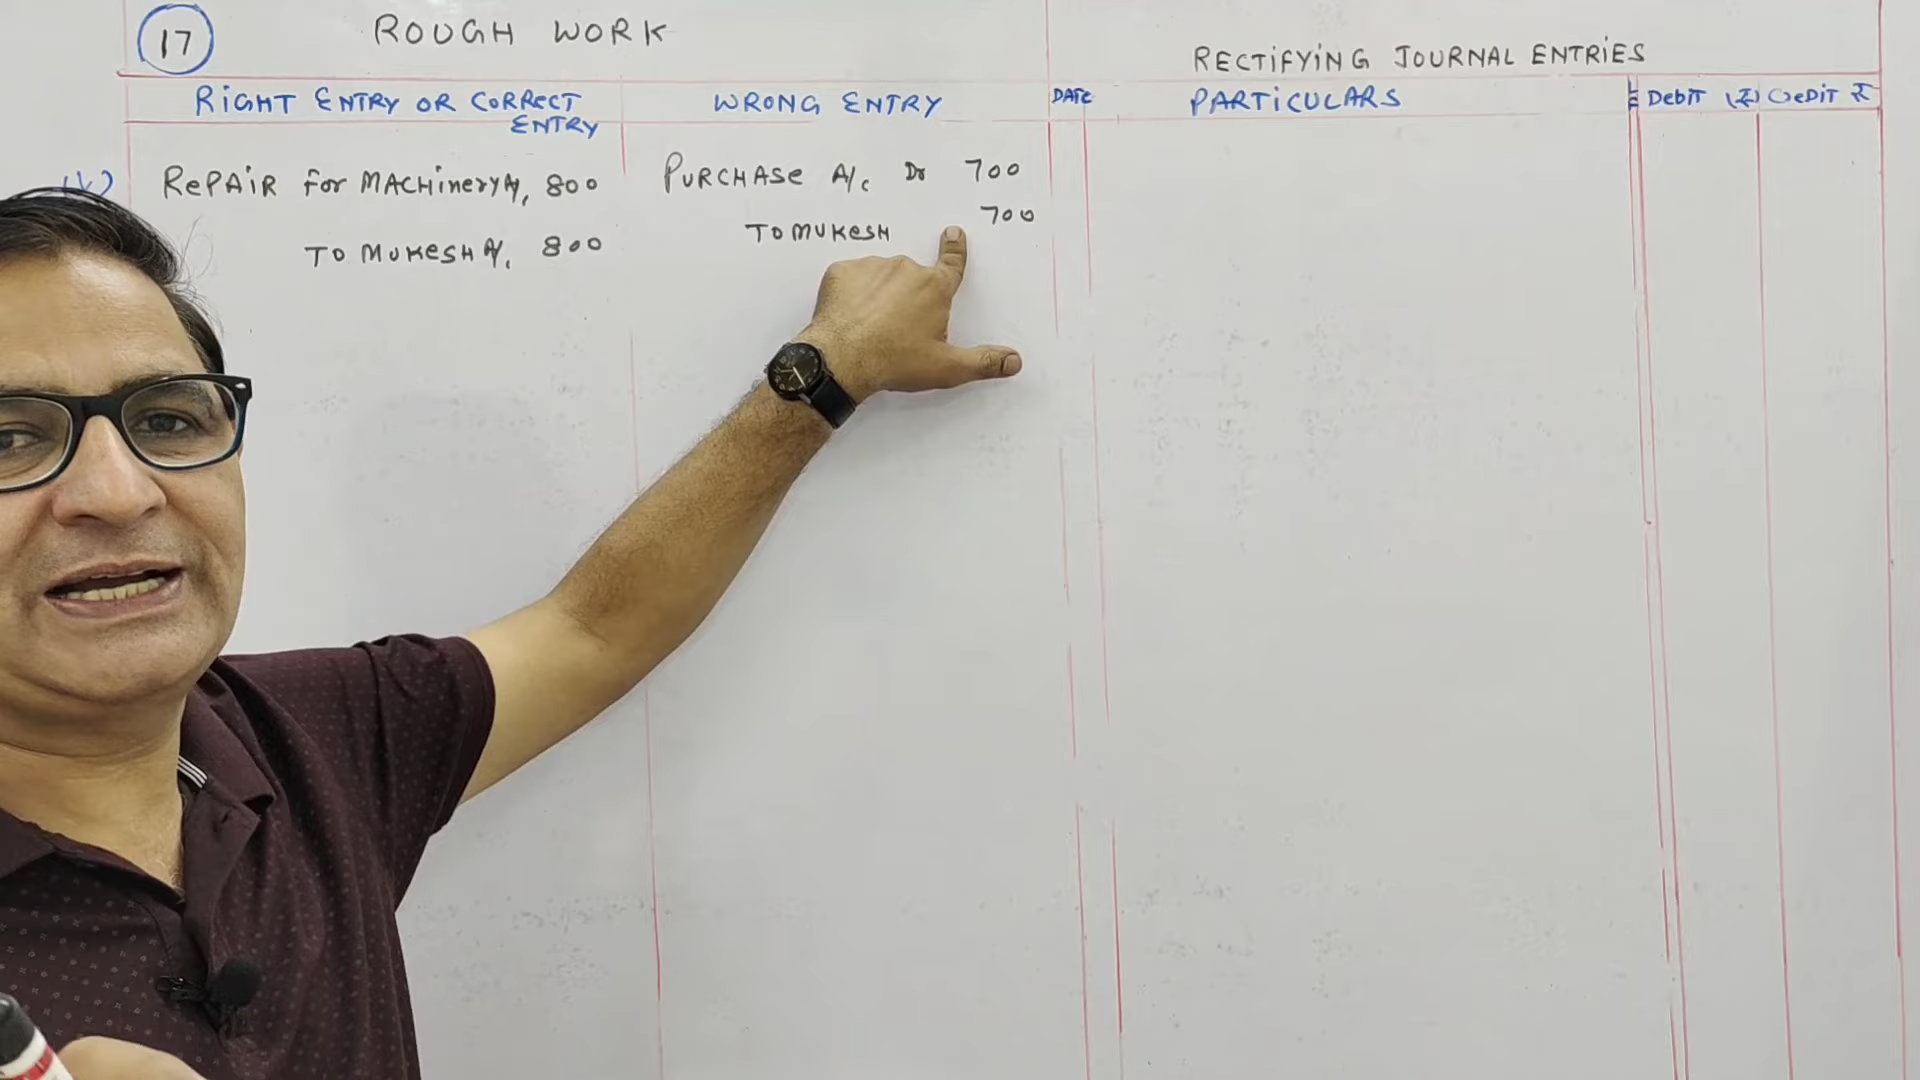 17
ROUGH WORK
RECTIFYING JOURNAL ENTRIES
RIGHT ENTRY OR CORRECT ENTRY
WRONG ENTRY
DATE
PARTICULARS
Debit (₹)
CreDiT ₹
(V)
RePAiR For MACHineryA/c 800
To MUKeSH A/c 800
PURCHASe A/c Dr 700
To MUKeSH 700